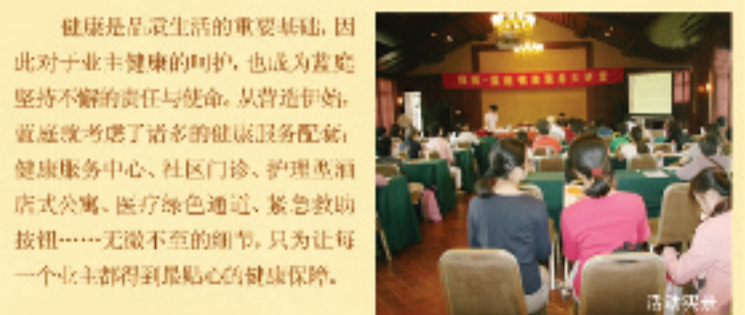 健康是品质生活的重要基础,因
此对于业主健康的呵护,也成为蓝庭
坚持不懈的责任与使命。从营造伊始,
蓝庭就考虑了诸多的健康服务配套:
健康服务中心、社区门诊、护理型酒
店式公寓、医疗绿色通道、紧急救助
按钮……无微不至的细节,只为让每
一个业主都得到最贴心的健康保障。
活动实景